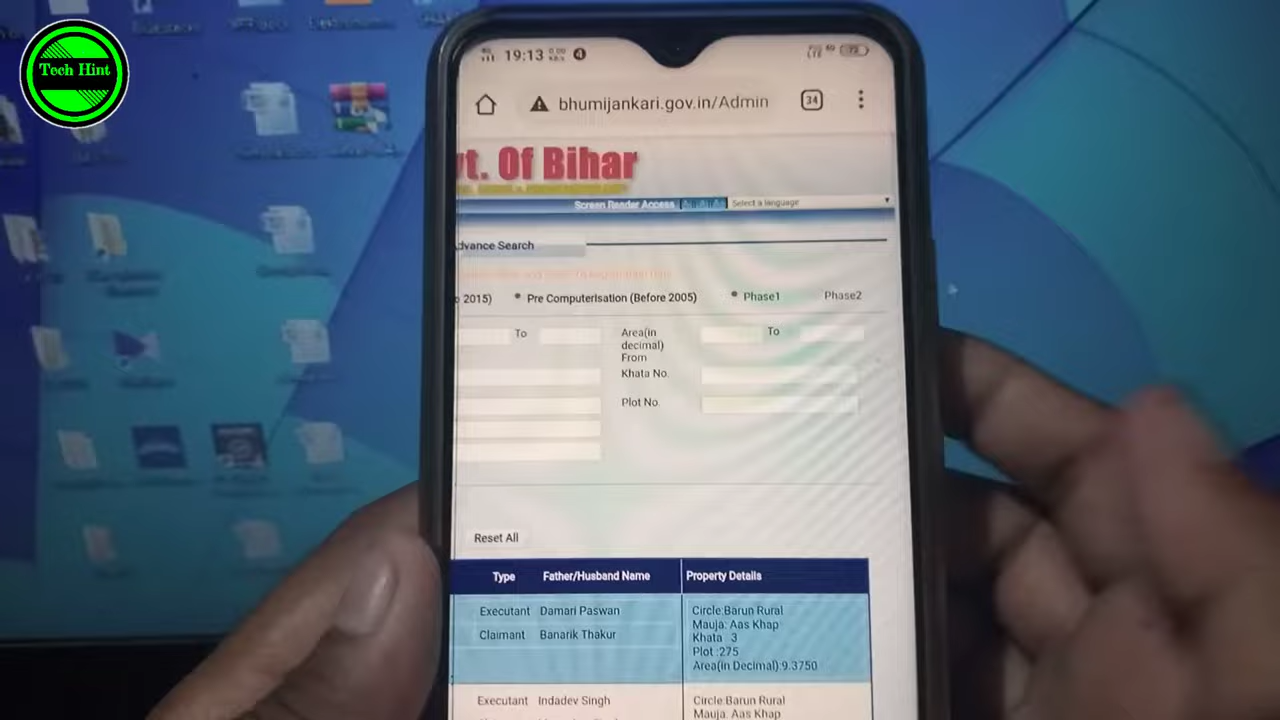 Tech Hint
19:13
4
bhumijankari.gov.in/Admin
34
vt. Of Bihar
Screen Reader Access
Select a language
dvance Search
o 2015)
Pre Computerisation (Before 2005)
Phase1
Phase2
To
Area(in
decimal)
From
To
Khata No.
Plot No.
Reset All
Type
Father/Husband Name
Property Details
Executant
Damari Paswan
Circle:Barun Rural
Claimant
Banarik Thakur
Mauja: Aas Khap
Khata : 3
Plot :275
Area(in Decimal):9.3750
Executant
Indadev Singh
Circle:Barun Rural
Mauja: Aas Khap